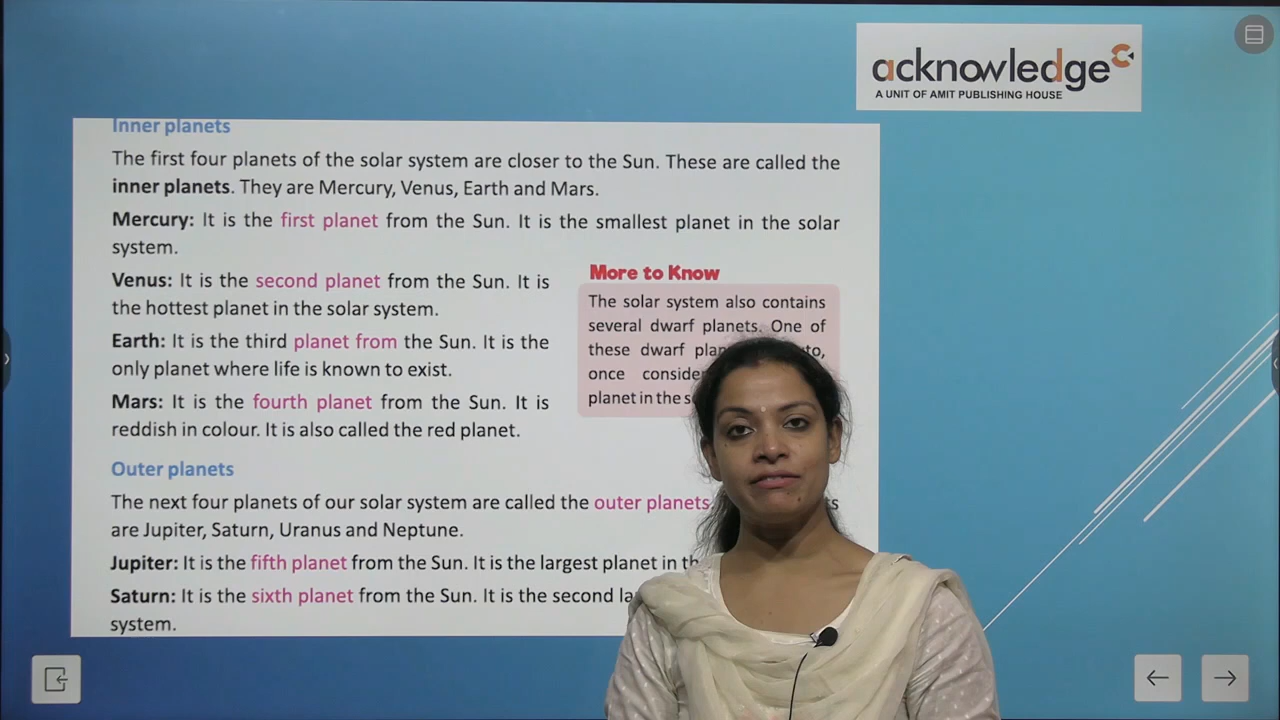 acknowledge
A UNIT OF AMIT PUBLISHING HOUSE
Inner planets
The first four planets of the solar system are closer to the Sun. These are called the
inner planets. They are Mercury, Venus, Earth and Mars.
Mercury: It is the first planet from the Sun. It is the smallest planet in the solar
system.
Venus: It is the second planet from the Sun. It is
the hottest planet in the solar system.
Earth: It is the third planet from the Sun. It is the
only planet where life is known to exist.
Mars: It is the fourth planet from the Sun. It is
reddish in colour. It is also called the red planet.
More to Know
The solar system also contains
several dwarf planets. One of
these dwarf
once
planet in the
Outer planets
The next four planets of our solar system are called the outer planets.
are Jupiter, Saturn, Uranus and Neptune.
Jupiter: It is the fifth planet from the Sun. It is the largest planet in
Saturn: It is the sixth planet from the Sun. It is the second
system.